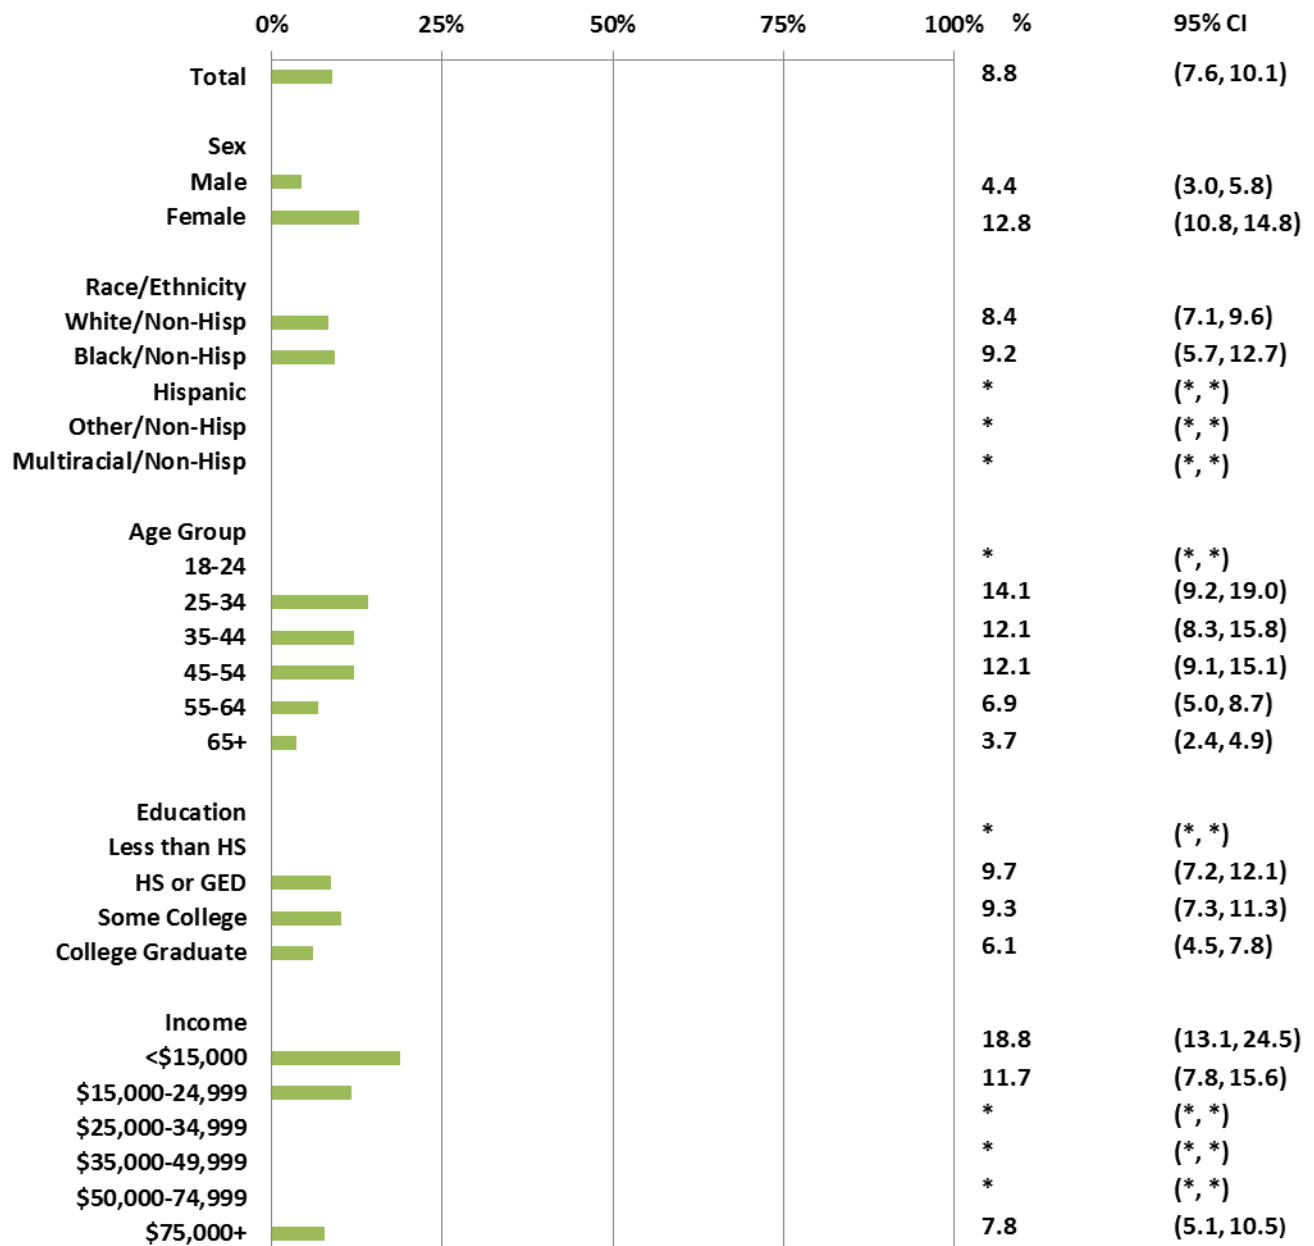 0% 25% 50% 75% 100% % 95% CI
Total 8.8 (7.6, 10.1)
Sex
Male 4.4 (3.0, 5.8)
Female 12.8 (10.8, 14.8)
Race/Ethnicity
White/Non-Hisp 8.4 (7.1, 9.6)
Black/Non-Hisp 9.2 (5.7, 12.7)
Hispanic * (*, *)
Other/Non-Hisp * (*, *)
Multiracial/Non-Hisp * (*, *)
Age Group
18-24 * (*, *)
25-34 14.1 (9.2, 19.0)
35-44 12.1 (8.3, 15.8)
45-54 12.1 (9.1, 15.1)
55-64 6.9 (5.0, 8.7)
65+ 3.7 (2.4, 4.9)
Education
Less than HS * (*, *)
HS or GED 9.7 (7.2, 12.1)
Some College 9.3 (7.3, 11.3)
College Graduate 6.1 (4.5, 7.8)
Income
<$15,000 18.8 (13.1, 24.5)
$15,000-24,999 11.7 (7.8, 15.6)
$25,000-34,999 * (*, *)
$35,000-49,999 * (*, *)
$50,000-74,999 * (*, *)
$75,000+ 7.8 (5.1, 10.5)